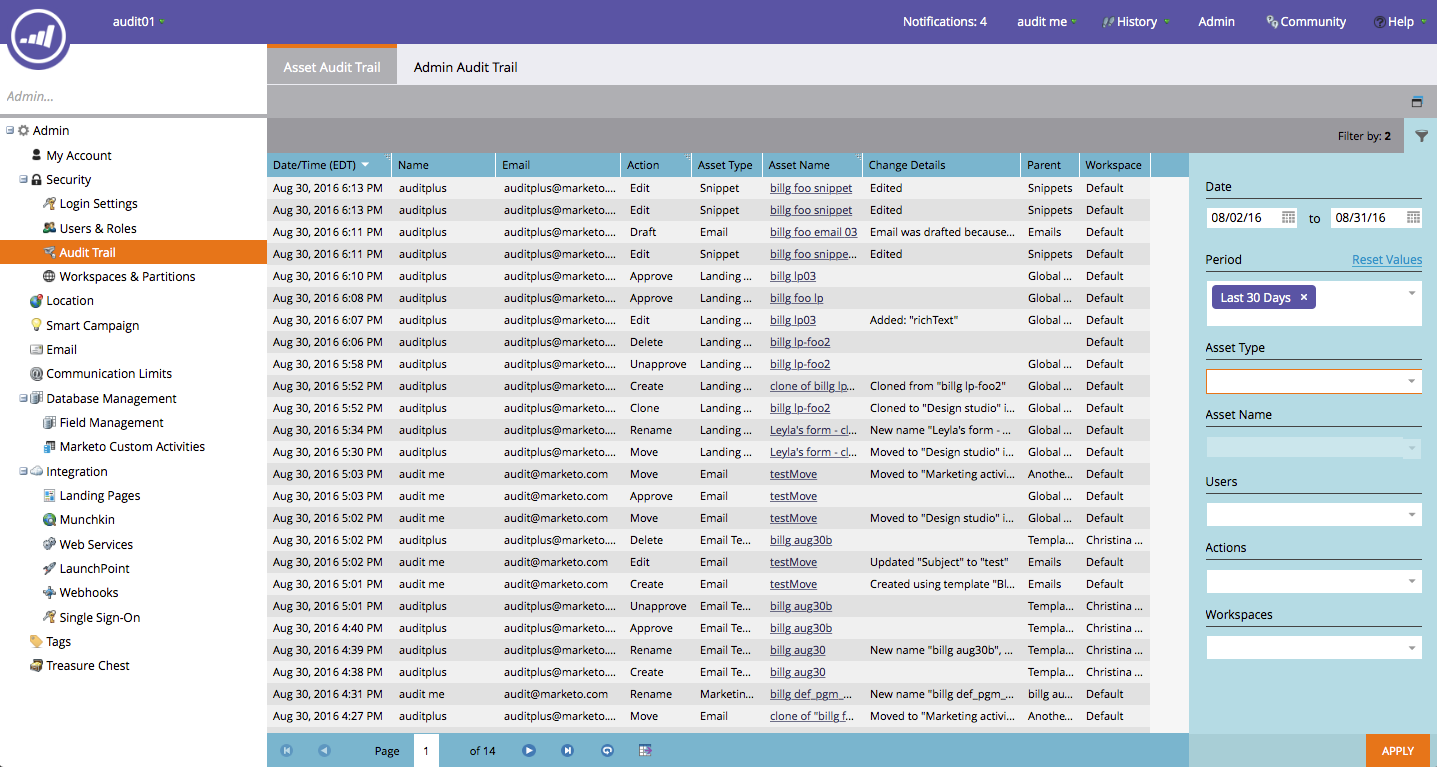 audit01
Notifications: 4 audit me History Admin Community Help
Asset Audit Trail Admin Audit Trail
Admin...
Filter by: 2
Admin
My Account
Security
Login Settings
Users & Roles
Audit Trail
Workspaces & Partitions
Location
Smart Campaign
Email
Communication Limits
Database Management
Field Management
Marketo Custom Activities
Integration
Landing Pages
Munchkin
Web Services
LaunchPoint
Webhooks
Single Sign-On
Tags
Treasure Chest
Date/Time (EDT) Name Email Action Asset Type Asset Name Change Details Parent Workspace
Aug 30, 2016 6:13 PM auditplus auditplus@marketo.... Edit Snippet billg foo snippet Edited Snippets Default
Aug 30, 2016 6:13 PM auditplus auditplus@marketo.... Edit Snippet billg foo snippet Edited Snippets Default
Aug 30, 2016 6:11 PM auditplus auditplus@marketo.... Draft Email billg foo email 03 Email was drafted because... Emails Default
Aug 30, 2016 6:11 PM auditplus auditplus@marketo.... Edit Snippet billg foo snippe... Edited Snippets Default
Aug 30, 2016 6:10 PM auditplus auditplus@marketo.... Approve Landing ... billg lp03 Global ... Default
Aug 30, 2016 6:08 PM auditplus auditplus@marketo.... Approve Landing ... billg foo lp Global ... Default
Aug 30, 2016 6:07 PM auditplus auditplus@marketo.... Edit Landing ... billg lp03 Added: "richText" Global ... Default
Aug 30, 2016 6:06 PM auditplus auditplus@marketo.... Delete Landing ... billg lp-foo2 Default
Aug 30, 2016 5:58 PM auditplus auditplus@marketo.... Unapprove Landing ... billg lp-foo2 Global ... Default
Aug 30, 2016 5:52 PM auditplus auditplus@marketo.... Create Landing ... clone of billg lp... Cloned from "billg lp-foo2" Global ... Default
Aug 30, 2016 5:52 PM auditplus auditplus@marketo.... Clone Landing ... billg lp-foo2 Cloned to "Design studio" i... Global ... Default
Aug 30, 2016 5:34 PM auditplus auditplus@marketo.... Rename Landing ... Leyla's form - cl... New name "Leyla's form - ... Global ... Default
Aug 30, 2016 5:30 PM auditplus auditplus@marketo.... Move Landing ... Leyla's form - cl... Moved to "Design studio" i... Global ... Default
Aug 30, 2016 5:03 PM audit me audit@marketo.com Move Email testMove Moved to "Marketing activi... Anothe... Default
Aug 30, 2016 5:03 PM audit me audit@marketo.com Approve Email testMove Global ... Default
Aug 30, 2016 5:02 PM audit me audit@marketo.com Move Email testMove Moved to "Design studio" i... Global ... Default
Aug 30, 2016 5:02 PM auditplus auditplus@marketo.... Delete Email Te... billg aug30b Templa... Christina ...
Aug 30, 2016 5:02 PM audit me audit@marketo.com Edit Email testMove Updated "Subject" to "test" Emails Default
Aug 30, 2016 5:01 PM audit me audit@marketo.com Create Email testMove Created using template "Bl... Emails Default
Aug 30, 2016 5:01 PM auditplus auditplus@marketo.... Unapprove Email Te... billg aug30b Templa... Christina ...
Aug 30, 2016 4:40 PM auditplus auditplus@marketo.... Approve Email Te... billg aug30b Templa... Christina ...
Aug 30, 2016 4:39 PM auditplus auditplus@marketo.... Rename Email Te... billg aug30 New name "billg aug30b", ... Templa... Christina ...
Aug 30, 2016 4:38 PM auditplus auditplus@marketo.... Create Email Te... billg aug30 Templa... Christina ...
Aug 30, 2016 4:31 PM audit me audit@marketo.com Rename Marketin... billg def_pgm_... New name "billg def_pgm_... billg au... Default
Aug 30, 2016 4:27 PM auditplus auditplus@marketo.... Move Email clone of "billg f... Moved to "Marketing activi... Anothe... Default
Page 1 of 14
Date
08/02/16 to 08/31/16
Period Reset Values
Last 30 Days ×
Asset Type
Asset Name
Users
Actions
Workspaces
APPLY